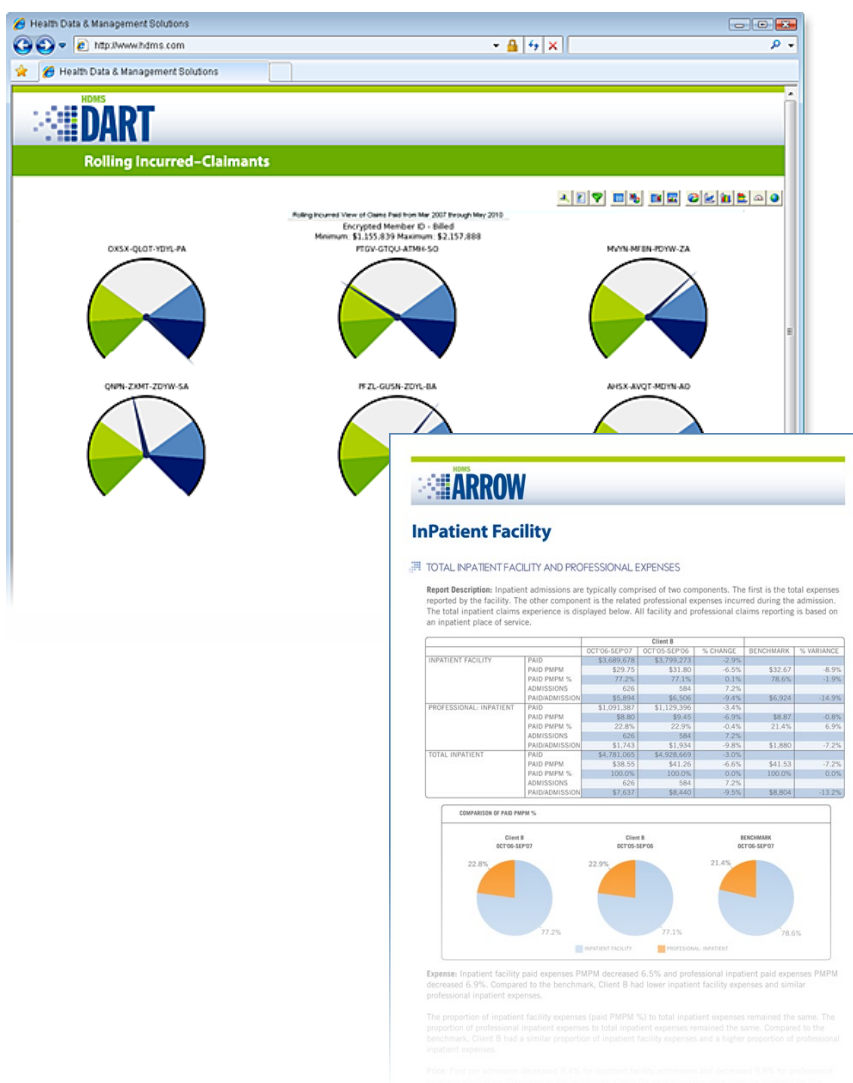 Health Data & Management Solutions
http://www.hdms.com
Health Data & Management Solutions
HDMS
DART
Rolling Incurred–Claimants
Rolling Incurred View of Claims Paid from Mar 2007 through May 2010
Encrypted Member ID - Billed
Minimum: $1,155,839 Maximum: $2,157,888
OXSX-QLOT-YDYL-PA
PTGV-GTQU-ATMH-SO
MVYN-MFBN-PDYW-ZA
QNPN-ZXMT-ZDYW-SA
PFZL-GUSN-ZDYL-BA
AHSX-AVQT-MDYN-AO
HDMS
ARROW
InPatient Facility
TOTAL INPATIENT FACILITY AND PROFESSIONAL EXPENSES
Report Description: Inpatient admissions are typically comprised of two components. The first is the total expenses
reported by the facility. The other component is the related professional expenses incurred during the admission.
The total inpatient claims experience is displayed below. All facility and professional claims reporting is based on
an inpatient place of service.
Client B
OCT'06-SEP'07 OCT'05-SEP'06 % CHANGE BENCHMARK % VARIANCE
INPATIENT FACILITY PAID $3,689,678 $3,799,273 -2.9%
PAID PMPM $29.75 $31.80 -6.5% $32.67 -8.9%
PAID PMPM % 77.2% 77.1% 0.1% 78.6% -1.9%
ADMISSIONS 626 584 7.2%
PAID/ADMISSION $5,894 $6,506 -9.4% $6,924 -14.9%
PROFESSIONAL: INPATIENT PAID $1,091,387 $1,129,396 -3.4%
PAID PMPM $8.80 $9.45 -6.9% $8.87 -0.8%
PAID PMPM % 22.8% 22.9% -0.4% 21.4% 6.9%
ADMISSIONS 626 584 7.2%
PAID/ADMISSION $1,743 $1,934 -9.8% $1,880 -7.2%
TOTAL INPATIENT PAID $4,781,065 $4,928,669 -3.0%
PAID PMPM $38.55 $41.26 -6.6% $41.53 -7.2%
PAID PMPM % 100.0% 100.0% 0.0% 100.0% 0.0%
ADMISSIONS 626 584 7.2%
PAID/ADMISSION $7,637 $8,440 -9.5% $8,804 -13.2%
COMPARISON OF PAID PMPM %
Client B
OCT'06-SEP'07
Client B
OCT'05-SEP'06
BENCHMARK
OCT'06-SEP'07
22.8%
77.2%
22.9%
77.1%
21.4%
78.6%
INPATIENT FACILITY
PROFESSIONAL: INPATIENT
Expense: Inpatient facility paid expenses PMPM decreased 6.5% and professional inpatient paid expenses PMPM
decreased 6.9%. Compared to the benchmark, Client B had lower inpatient facility expenses and similar
professional inpatient expenses.
The proportion of inpatient facility expenses (paid PMPM %) to total inpatient expenses remained the same. The
proportion of professional inpatient expenses to total inpatient expenses remained the same. Compared to the
benchmark, Client B had a similar proportion of inpatient facility expenses and a higher proportion of professional
inpatient expenses.